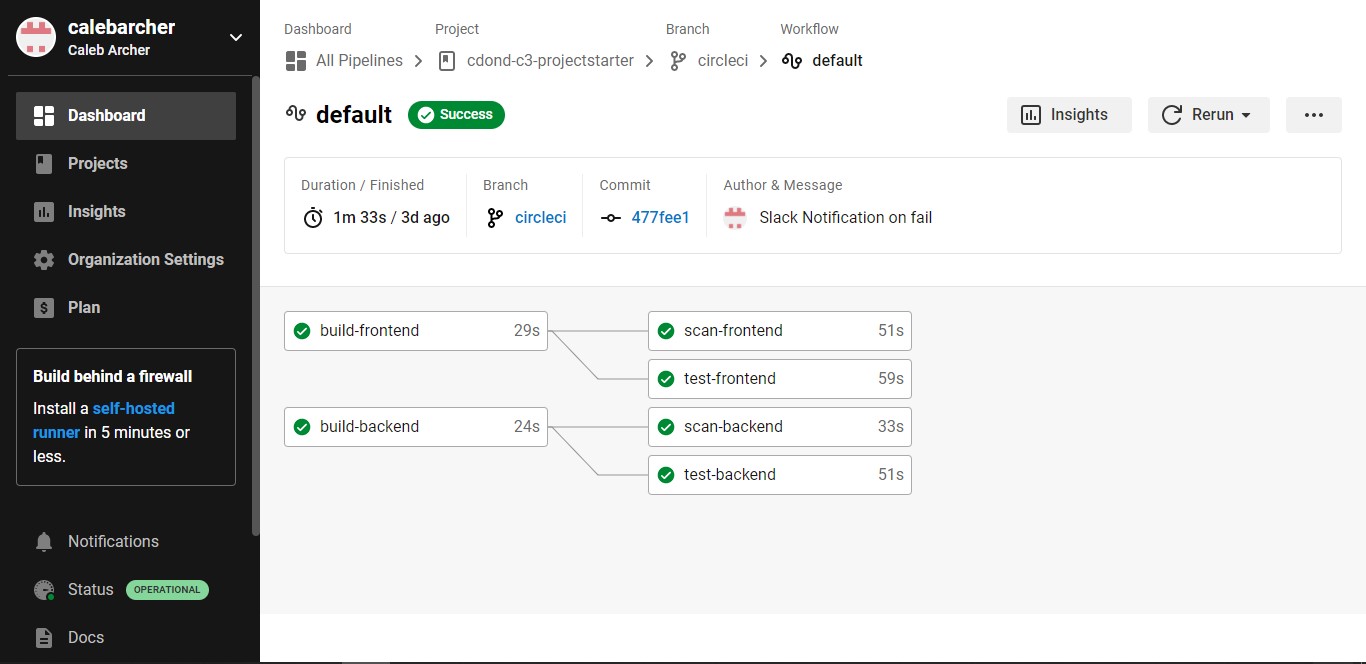 calebarcher
Caleb Archer
Dashboard
Projects
Insights
Organization Settings
$ Plan
Build behind a firewall
Install a self-hosted
runner in 5 minutes or
less.
Notifications
Status OPERATIONAL
Docs
Dashboard Project Branch Workflow
All Pipelines > cdond-c3-projectstarter > circleci > default
default Success Insights Rerun ...
Duration / Finished Branch Commit Author & Message
1m 33s / 3d ago circleci 477fee1 Slack Notification on fail
build-frontend 29s scan-frontend 51s
test-frontend 59s
build-backend 24s scan-backend 33s
test-backend 51s